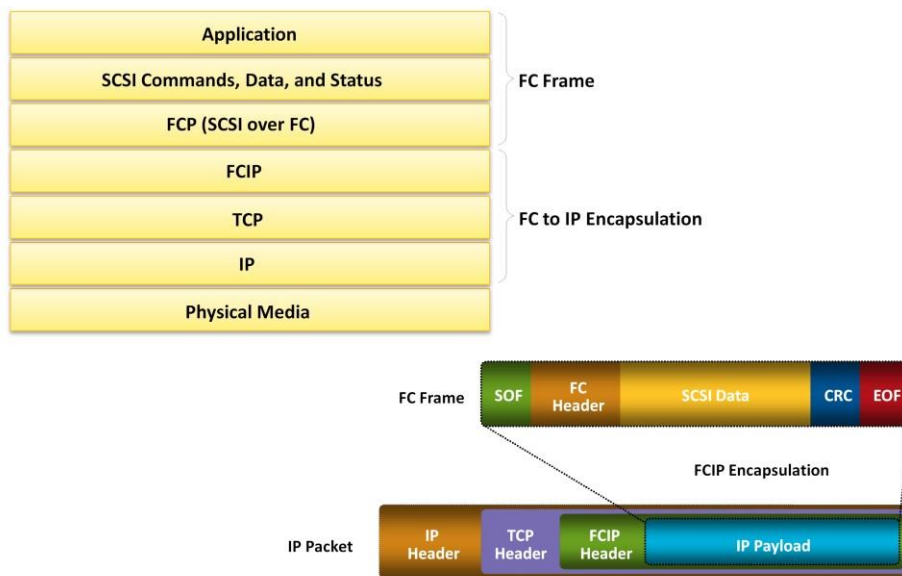 Application
SCSI Commands, Data, and Status
FC Frame
FCP (SCSI over FC)
FCIP
TCP
FC to IP Encapsulation
IP
Physical Media
FC Frame
SOF
FC
Header
SCSI Data
CRC
EOF
FCIP Encapsulation
IP Packet
IP
Header
TCP
Header
FCIP
Header
IP Payload